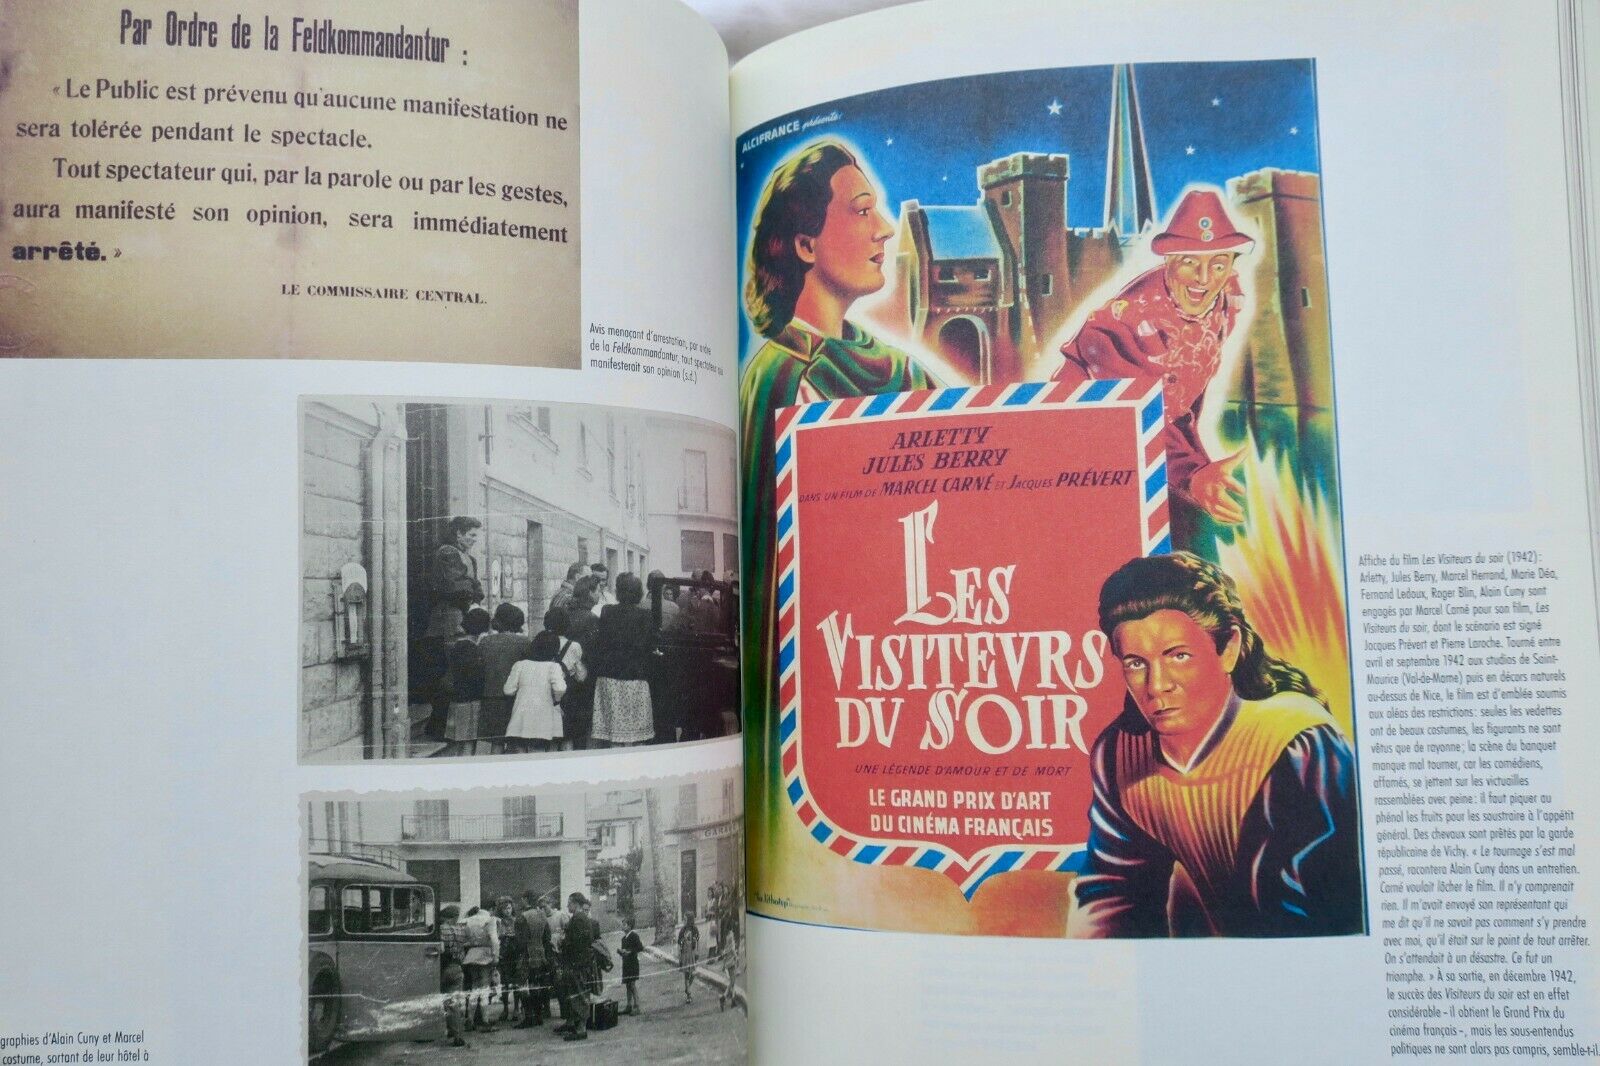 Par Ordre de la Feldkommandantur :
« Le Public est prévenu qu'aucune manifestation ne
sera tolérée pendant le spectacle.
Tout spectateur qui, par la parole ou par les gestes,
aura manifesté son opinion, sera immédiatement
arrêté. »
LE COMMISSAIRE CENTRAL.
Avis menaçant d'arrestation, par ordre
de la Feldkommandantur, tout spectateur qui
manifesterait son opinion (s.d.)
GARA
graphies d'Alain Cuny et Marcel
costume, sortant de leur hôtel à
ALCIFRANCE présente:
ARLETTY
JULES BERRY
DANS UN FILM DE MARCEL CARNÉ ET JACQUES PRÉVERT
LES
VISITEVRS
DV SOIR
UNE LÉGENDE D'AMOUR ET DE MORT
LE GRAND PRIX D'ART
DU CINÉMA FRANÇAIS
Affiche du film Les Visiteurs du soir (1942) :
Arletty, Jules Berry, Marcel Herrand, Marie Déa,
Fernand Ledoux, Roger Blin, Alain Cuny sont
engagés par Marcel Carné pour son film, Les
Visiteurs du soir, dont le scénario est signé
Jacques Prévert et Pierre Laroche. Tourné entre
avril et septembre 1942 aux studios de Saint-
Maurice (Val-de-Marne) puis en décors naturels
au-dessus de Nice, le film est d'emblée soumis
aux aléas des restrictions : seules les vedettes
ont de beaux costumes, les figurants ne sont
vêtus que de rayonne ; la scène du banquet
manque mal tourner, car les comédiens,
affamés, se jettent sur les victuailles
rassemblées avec peine : il faut piquer au
phénol les fruits pour les soustraire à l'appétit
général. Des chevaux sont prêtés par la garde
républicaine de Vichy. « Le tournage s'est mal
passé, racontera Alain Cuny dans un entretien.
Carné voulait lâcher le film. Il n'y comprenait
rien. Il m'avait envoyé son représentant qui
me dit qu'il ne savait pas comment s'y prendre
avec moi, qu'il était sur le point de tout arrêter.
On s'attendait à un désastre. Ce fut un
triomphe. » À sa sortie, en décembre 1942,
le succès des Visiteurs du soir est en effet
considérable – il obtient le Grand Prix du
cinéma français –, mais les sous-entendus
politiques ne sont alors pas compris, semble-t-il.